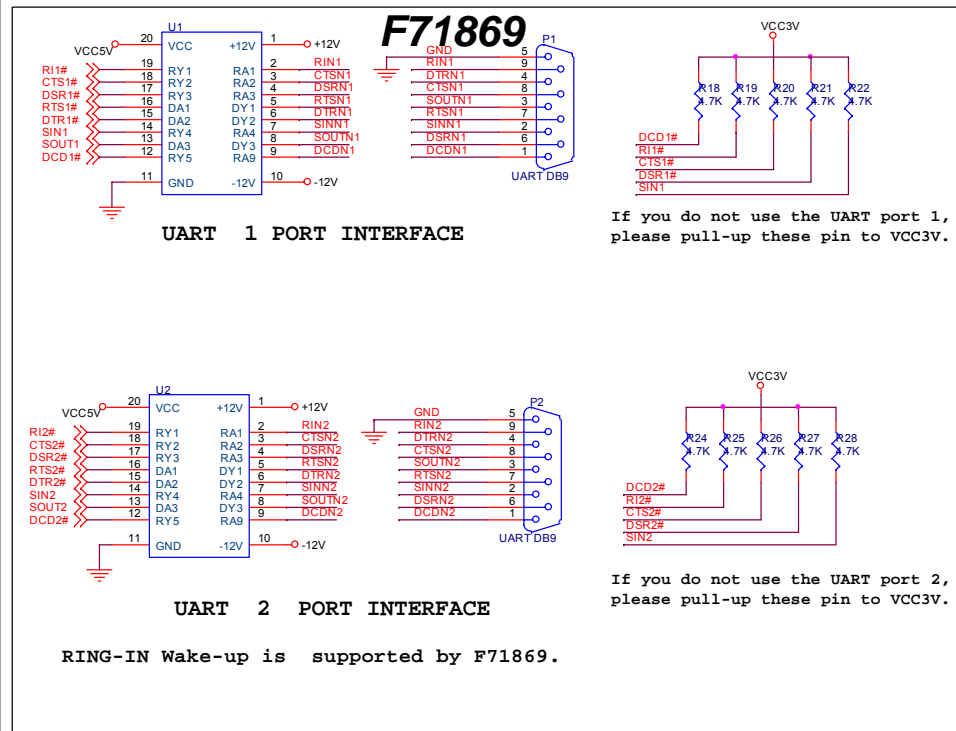 F71869
U1
VCC5V 20 VCC +12V 1 +12V
RI1# 19 RY1 RA1 2 RIN1
CTS1# 18 RY2 RA2 3 CTSN1
DSR1# 17 RY3 RA3 4 DSRN1
RTS1# 16 DA1 DY1 5 RTSN1
DTR1# 15 DA2 DY2 6 DTRN1
SIN1 14 RY4 RA4 7 SINN1
SOUT1 13 DA3 DY3 8 SOUTN1
DCD1# 12 RY5 RA9 9 DCDN1
11 GND -12V 10 -12V
P1
GND 5
RIN1 9
DTRN1 4
CTSN1 8
SOUTN1 3
RTSN1 7
SINN1 2
DSRN1 6
DCDN1 1
UART DB9
VCC3V
R18 R19 R20 R21 R22
4.7K 4.7K 4.7K 4.7K 4.7K
DCD1#
RI1#
CTS1#
DSR1#
SIN1
UART 1 PORT INTERFACE
If you do not use the UART port 1,
please pull-up these pin to VCC3V.
U2
VCC5V 20 VCC +12V 1 +12V
RI2# 19 RY1 RA1 2 RIN2
CTS2# 18 RY2 RA2 3 CTSN2
DSR2# 17 RY3 RA3 4 DSRN2
RTS2# 16 DA1 DY1 5 RTSN2
DTR2# 15 DA2 DY2 6 DTRN2
SIN2 14 RY4 RA4 7 SINN2
SOUT2 13 DA3 DY3 8 SOUTN2
DCD2# 12 RY5 RA9 9 DCDN2
11 GND -12V 10 -12V
P2
GND 5
RIN2 9
DTRN2 4
CTSN2 8
SOUTN2 3
RTSN2 7
SINN2 2
DSRN2 6
DCDN2 1
UART DB9
VCC3V
R24 R25 R26 R27 R28
4.7K 4.7K 4.7K 4.7K 4.7K
DCD2#
RI2#
CTS2#
DSR2#
SIN2
UART 2 PORT INTERFACE
If you do not use the UART port 2,
please pull-up these pin to VCC3V.
RING-IN Wake-up is supported by F71869.